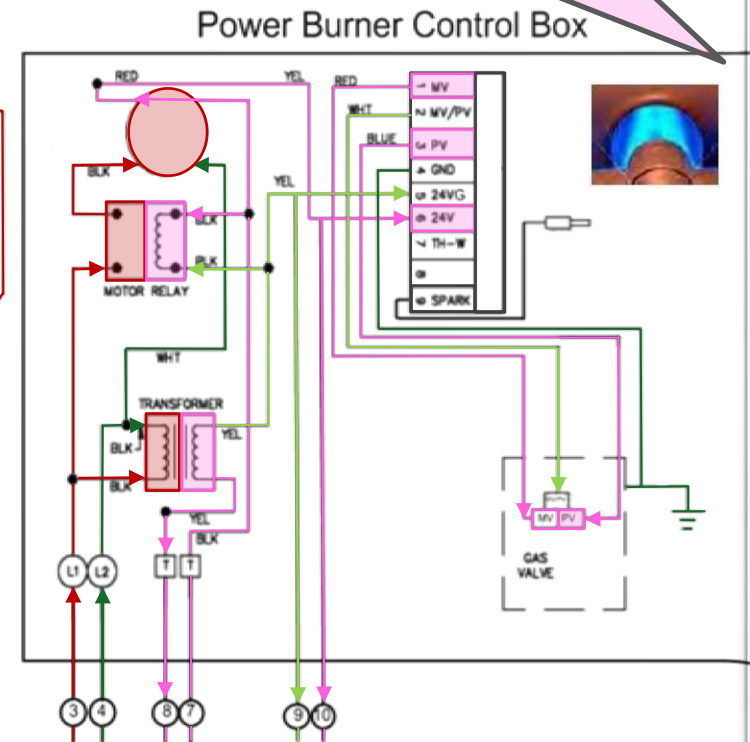 Power Burner Control Box
RED
YEL
RED
1 MV
WHT
2 MV/PV
BLUE
3 PV
BLK
4 GND
YEL
5 24VG
BLK
6 24V
7 TH-W
BLK
8
MOTOR RELAY
9 SPARK
WHT
TRANSFORMER
BLK
YEL
BLK
YEL
MV PV
BLK
L1 L2
T T
GAS
VALVE
3 4 8 7 9 10